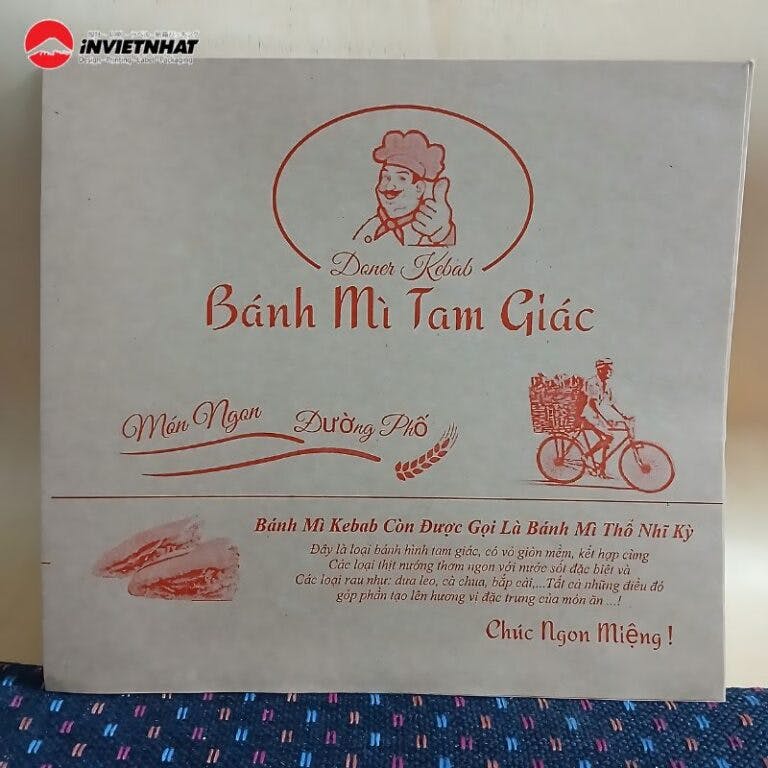 iNVIETNHAT
Design - Printing - Label - Packaging
Doner Kebab
Bánh Mì Tam Giác
Món Ngon Đường Phố
Bánh Mì Kebab Còn Được Gọi Là Bánh Mì Thổ Nhĩ Kỳ
Đây là loại bánh hình tam giác, có vỏ giòn mềm, kết hợp cùng
Các loại thịt nướng thơm ngon với nước sốt đặc biệt và
Các loại rau như: dưa leo, cà chua, bắp cải,...Tất cả những điều đó
góp phần tạo lên hương vị đặc trưng của món ăn ...!
Chúc Ngon Miệng !